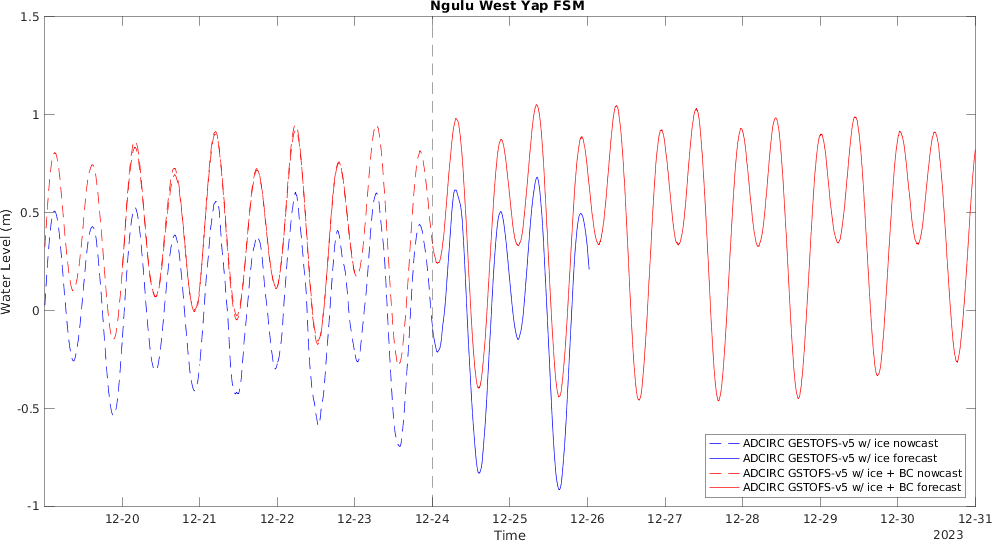 Ngulu West Yap FSM
1.5
1
0.5
0
-0.5
-1
Water Level (m)
ADCIRC GESTOFS-v5 w/ ice nowcast
ADCIRC GESTOFS-v5 w/ ice forecast
ADCIRC GSTOFS-v5 w/ ice + BC nowcast
ADCIRC GSTOFS-v5 w/ ice + BC forecast
12-20 12-21 12-22 12-23 12-24 12-25 12-26 12-27 12-28 12-29 12-30 12-31
Time
2023